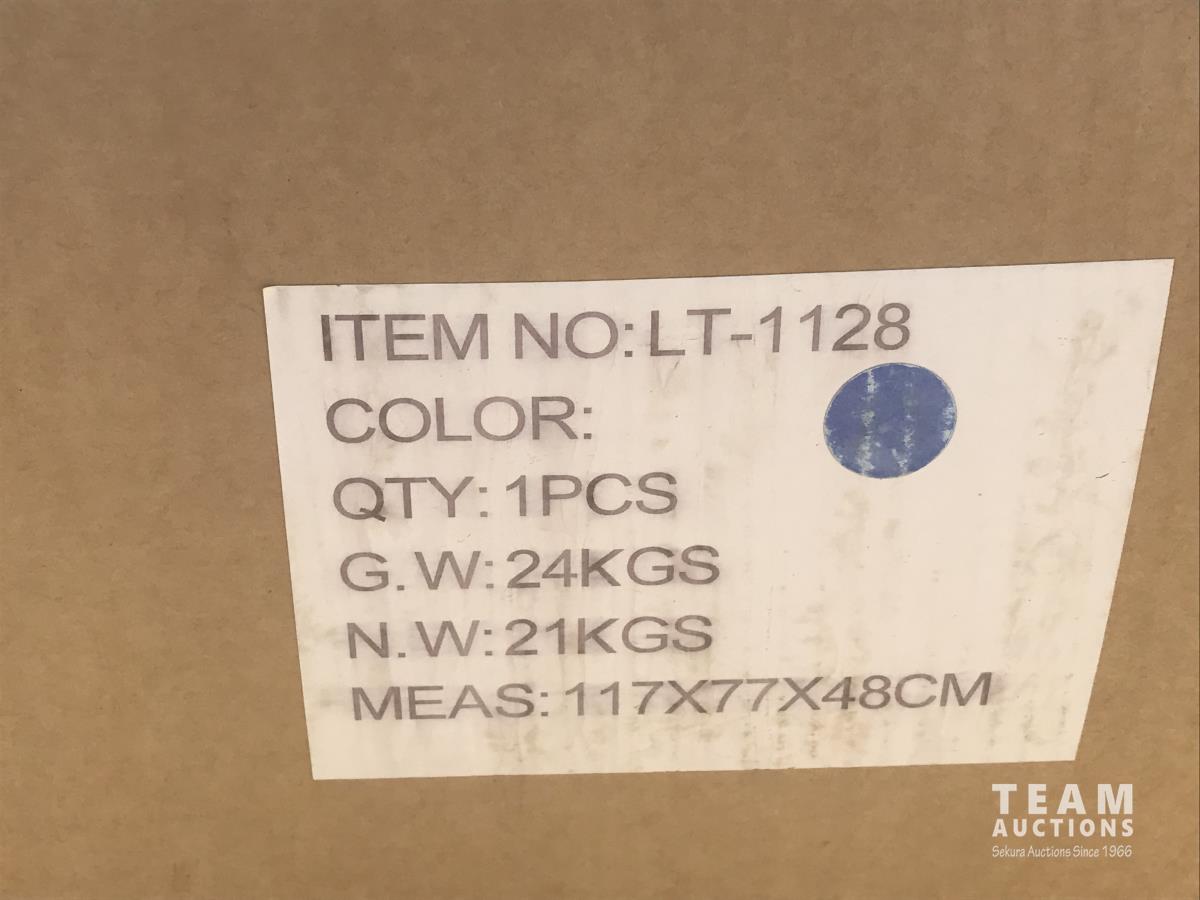 ITEM NO: LT-1128
COLOR:
QTY: 1PCS
G.W: 24KGS
N.W: 21KGS
MEAS: 117X77X48CM
TEAM
AUCTIONS
Sekura Auctions Since 1966